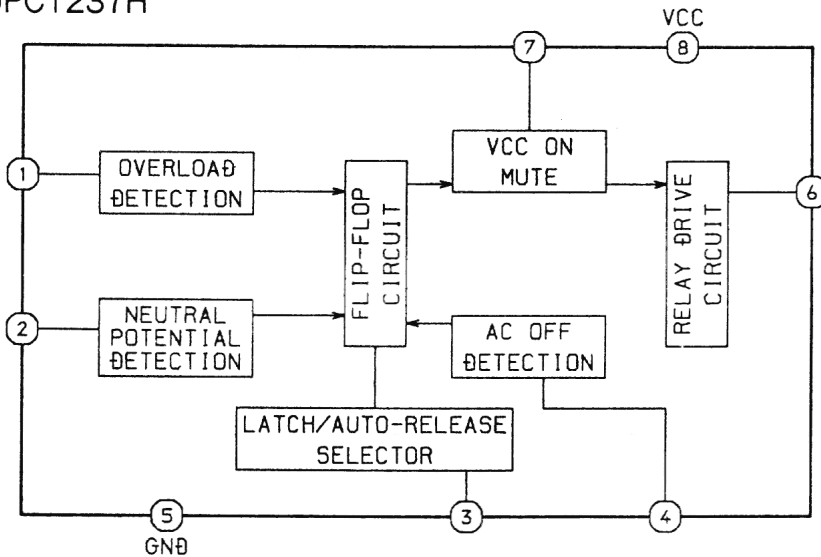 UPC1237H
VCC
7
8
1
OVERLOAD
DETECTION
VCC ON
MUTE
6
FLIP-FLOP
CIRCUIT
RELAY DRIVE
CIRCUIT
2
NEUTRAL
POTENTIAL
DETECTION
AC OFF
DETECTION
LATCH/AUTO-RELEASE
SELECTOR
5
3
4
GND